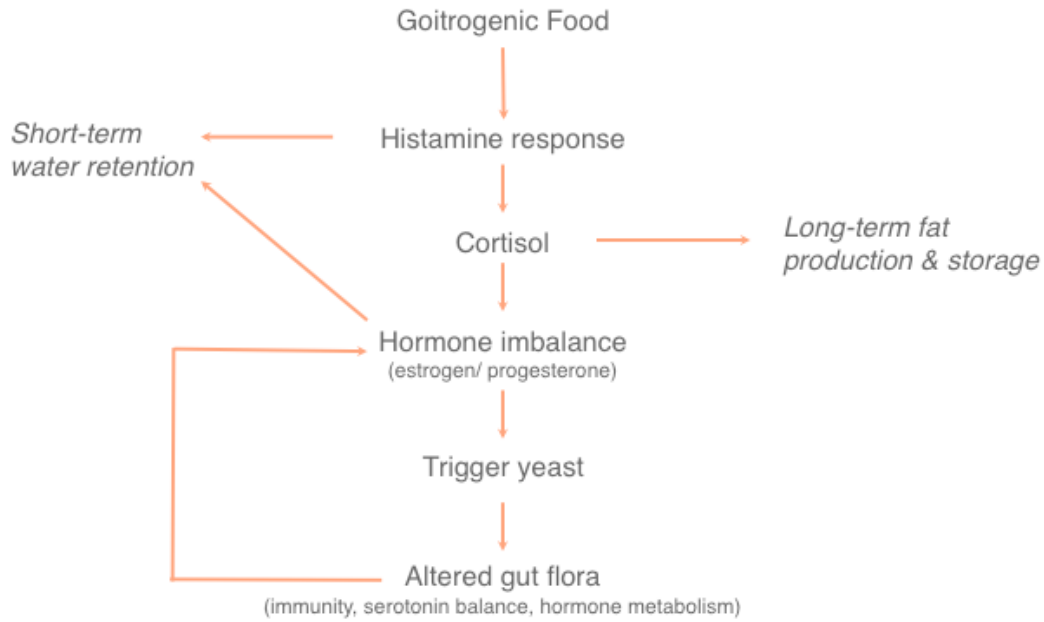 Goitrogenic Food
Short-term
water retention
Histamine response
Cortisol
Long-term fat
production & storage
Hormone imbalance
(estrogen/ progesterone)
Trigger yeast
Altered gut flora
(immunity, serotonin balance, hormone metabolism)